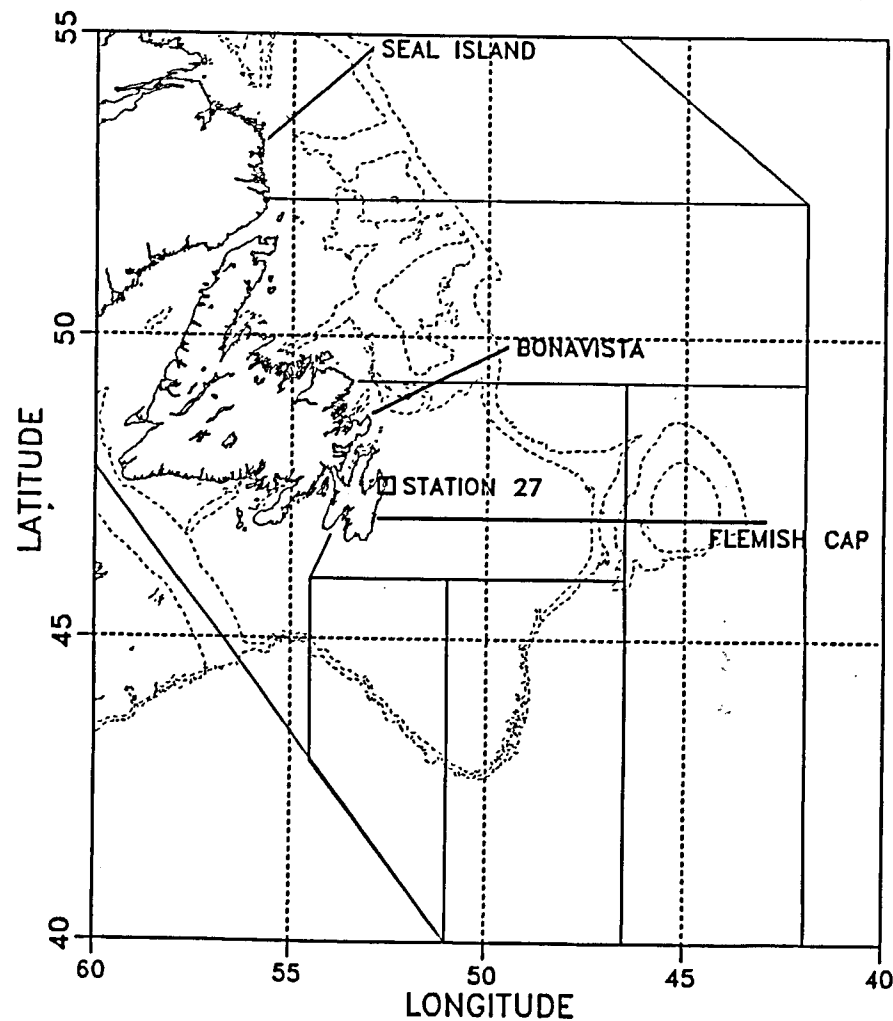 55
SEAL ISLAND
50
BONAVISTA
STATION 27
FLEMISH CAP
LATITUDE
45
40
60
55
50
45
40
LONGITUDE